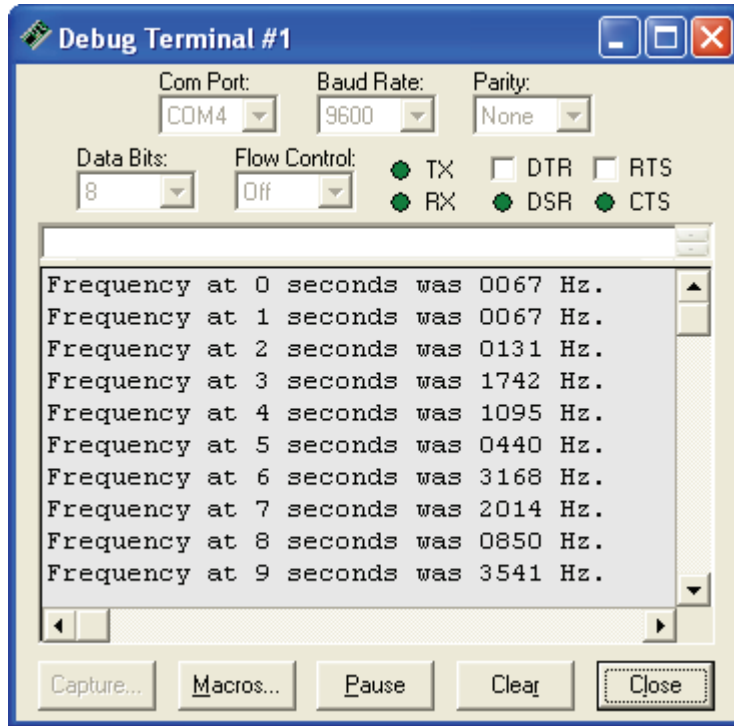 Debug Terminal #1
Com Port: Baud Rate: Parity:
COM4 9600 None
Data Bits: Flow Control: TX DTR RTS
8 Off RX DSR CTS
Frequency at 0 seconds was 0067 Hz.
Frequency at 1 seconds was 0067 Hz.
Frequency at 2 seconds was 0131 Hz.
Frequency at 3 seconds was 1742 Hz.
Frequency at 4 seconds was 1095 Hz.
Frequency at 5 seconds was 0440 Hz.
Frequency at 6 seconds was 3168 Hz.
Frequency at 7 seconds was 2014 Hz.
Frequency at 8 seconds was 0850 Hz.
Frequency at 9 seconds was 3541 Hz.
Capture... Macros... Pause Clear Close